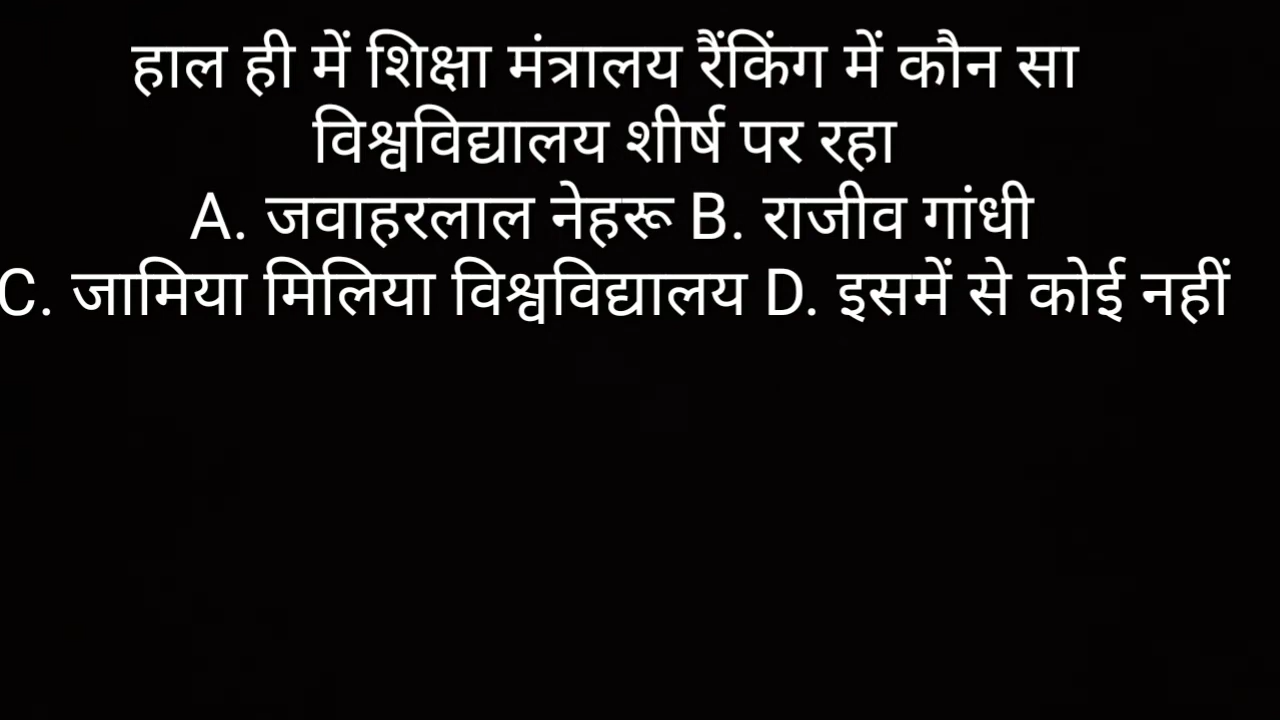 हाल ही में शिक्षा मंत्रालय रैंकिंग में कौन सा
विश्वविद्यालय शीर्ष पर रहा
A. जवाहरलाल नेहरू B. राजीव गांधी
C. जामिया मिलिया विश्वविद्यालय D. इसमें से कोई नहीं